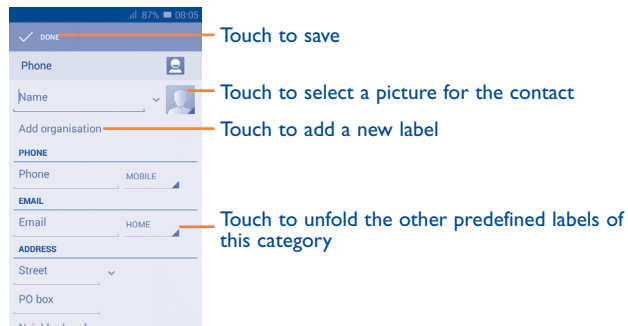 87% 08:05
DONE
Touch to save
Phone
Name
Touch to select a picture for the contact
Add organisation
Touch to add a new label
PHONE
Phone MOBILE
EMAIL
Email HOME
Touch to unfold the other predefined labels of
this category
ADDRESS
Street
PO box